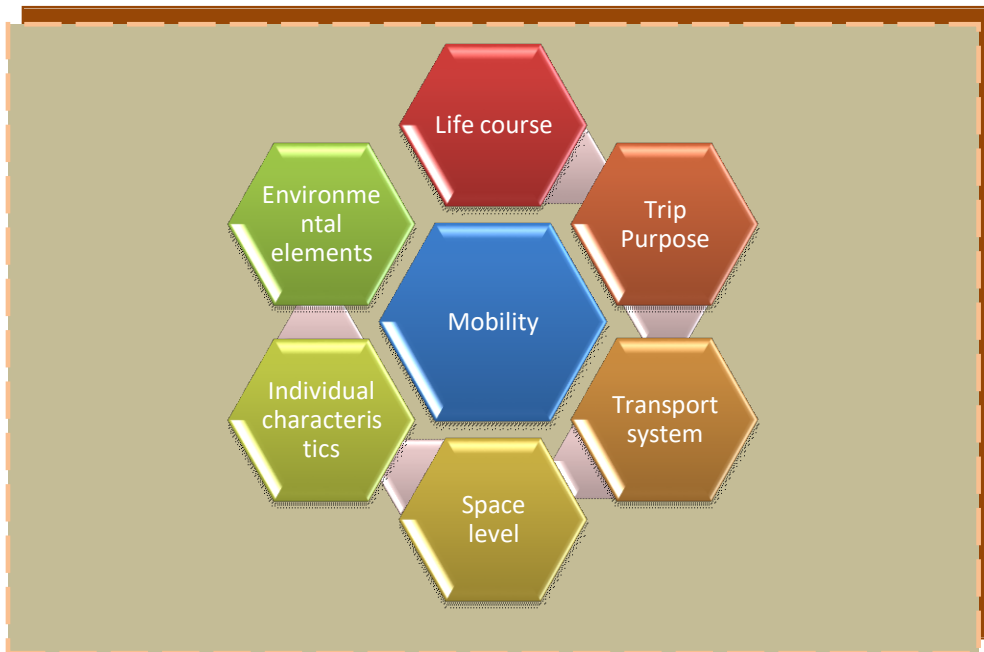 Life course
Environme
ntal
elements
Trip
Purpose
Mobility
Individual
characteris
tics
Transport
system
Space
level